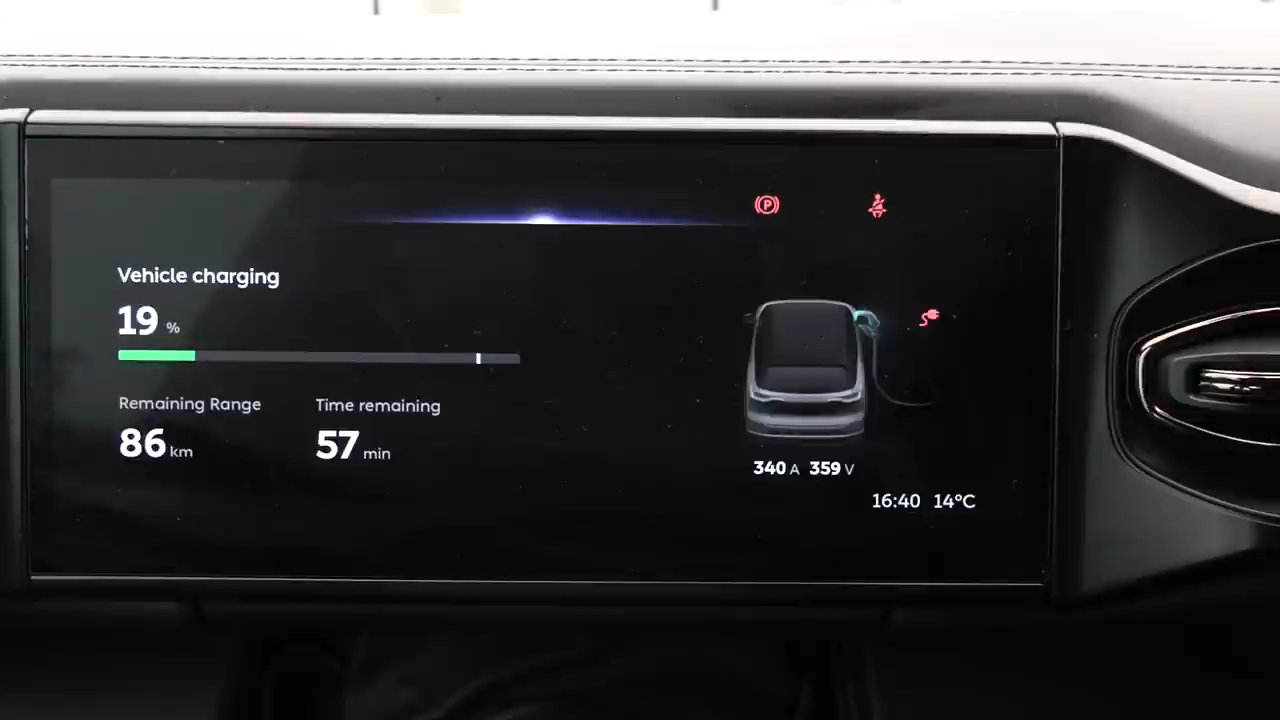 P
Vehicle charging
19 %
Remaining Range
Time remaining
86 km
57 min
340 A 359 V
16:40 14°C